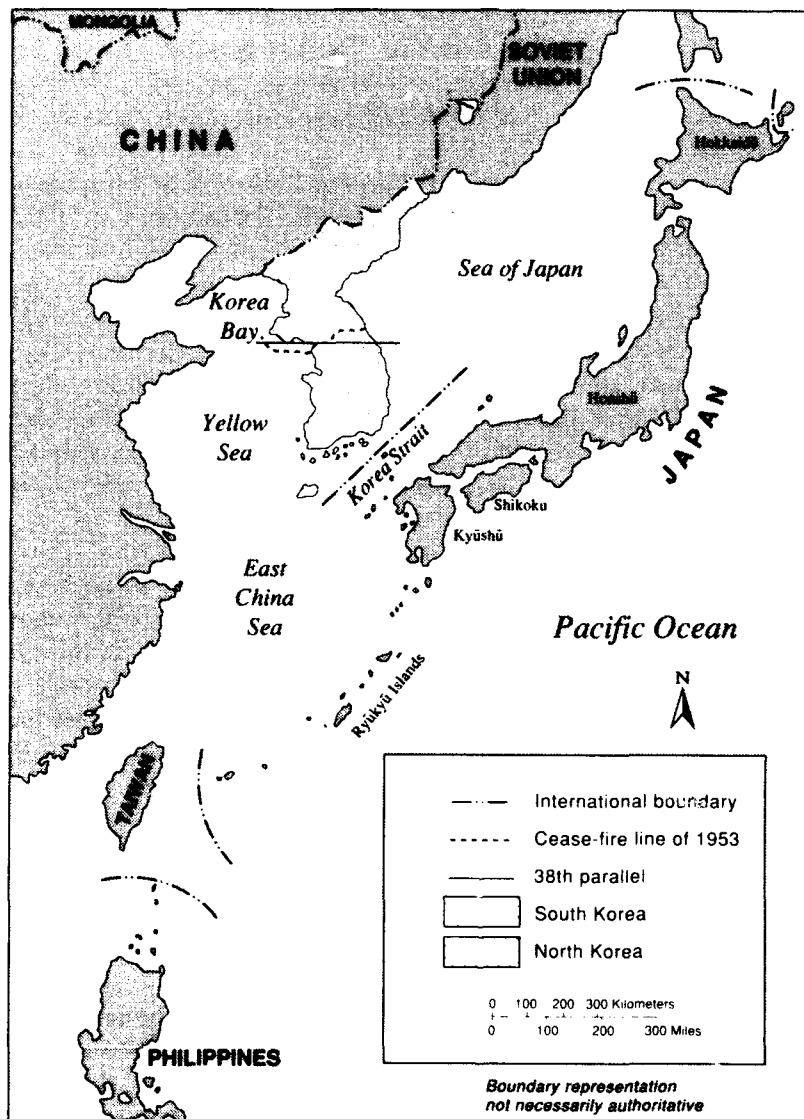 MONGOLIA
SOVIET
UNION
CHINA
Hokkaidō
Sea of Japan
Korea
Bay
Honshū
JAPAN
Yellow
Sea
Korea Strait
Shikoku
Kyūshū
East
China
Sea
Pacific Ocean
Ryūkyū Islands
N
TAIWAN
International boundary
Cease-fire line of 1953
38th parallel
South Korea
North Korea
0 100 200 300 Kilometers
0 100 200 300 Miles
PHILIPPINES
Boundary representation
not necessarily authoritative